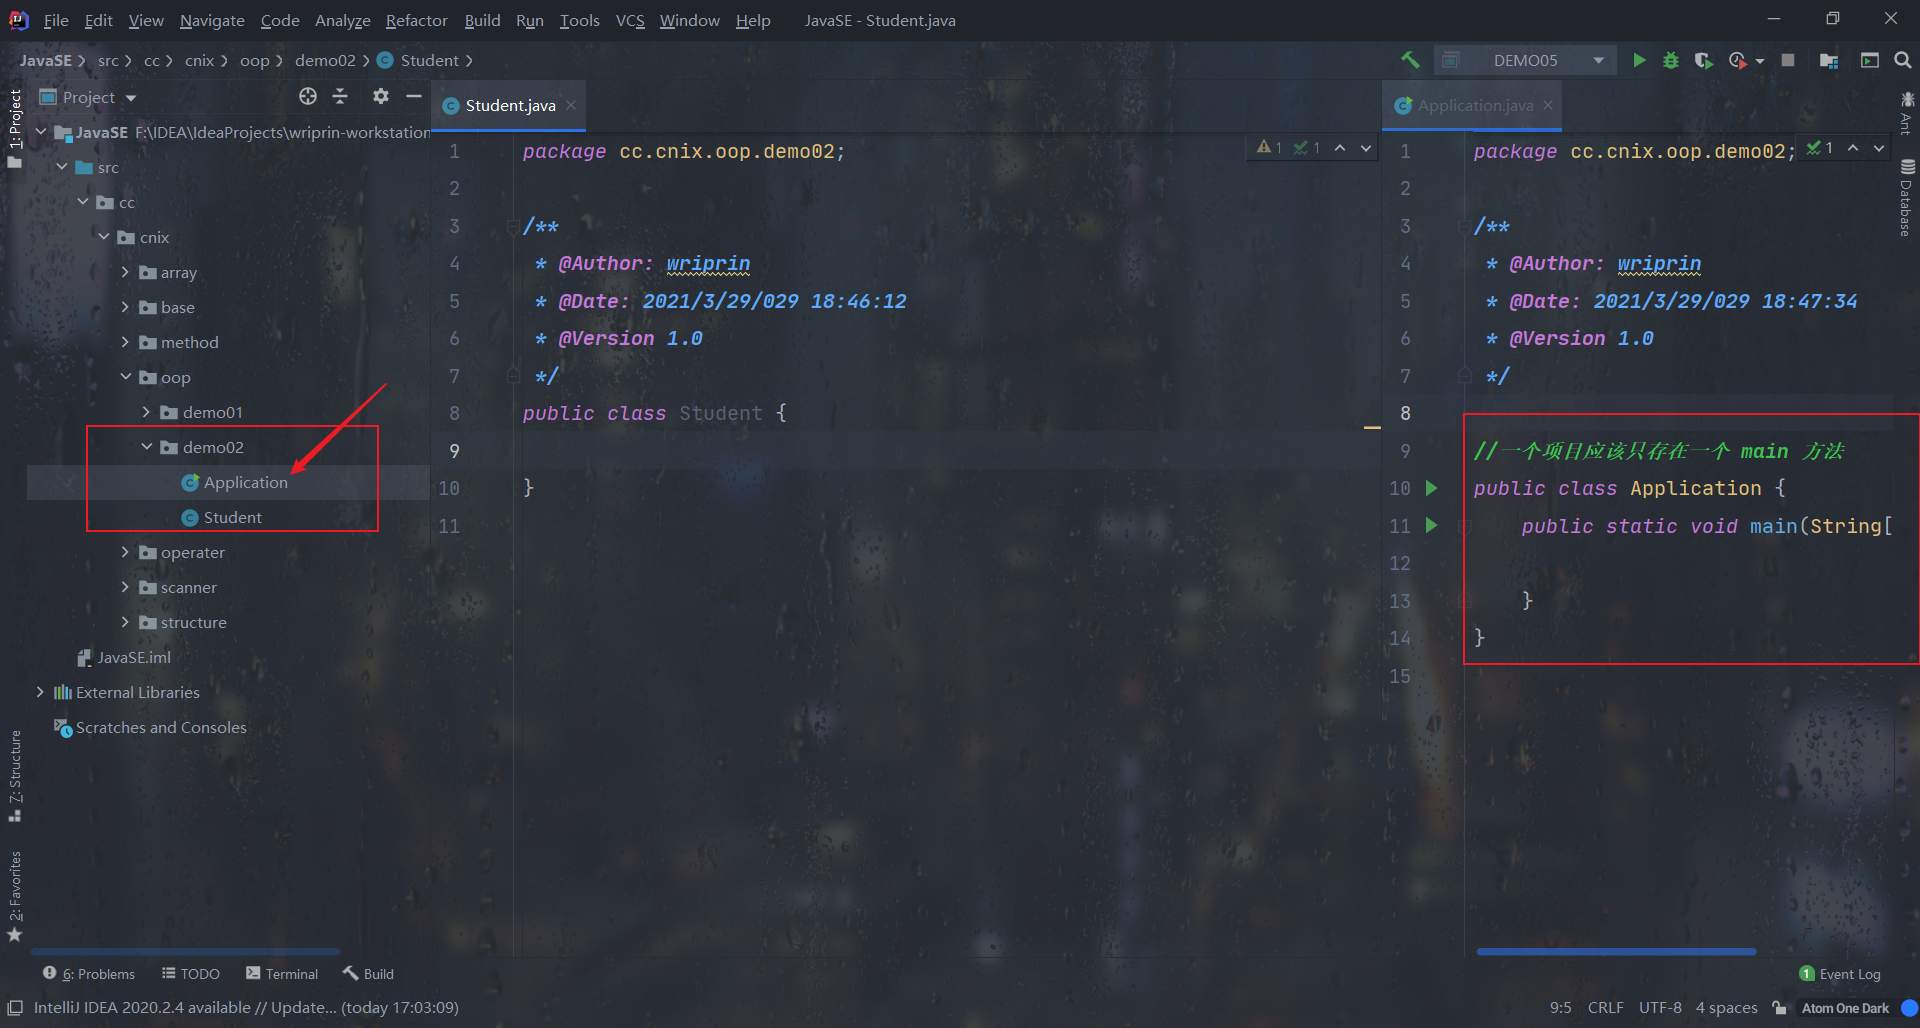 File Edit View Navigate Code Analyze Refactor Build Run Tools VCS Window Help JavaSE - Student.java
JavaSE src cc cnix oop demo02 Student DEMO05
Project
Student.java
Application.java
1: Project
7: Structure
2: Favorites
JavaSE F:\IDEA\IdeaProjects\wriprin-workstation
src
cc
cnix
array
base
method
oop
demo01
demo02
Application
Student
operater
scanner
structure
JavaSE.iml
External Libraries
Scratches and Consoles
1 package cc.cnix.oop.demo02;
2
3 /**
4 * @Author: wriprin
5 * @Date: 2021/3/29/029 18:46:12
6 * @Version 1.0
7 */
8 public class Student {
9
10 }
11
1 1
1 package cc.cnix.oop.demo02;
2
3 /**
4 * @Author: wriprin
5 * @Date: 2021/3/29/029 18:47:34
6 * @Version 1.0
7 */
8
9 //一个项目应该只存在一个 main 方法
10 public class Application {
11 public static void main(String[
12
13 }
14 }
15
1
Ant
Database
6: Problems TODO Terminal Build 1 Event Log
IntelliJ IDEA 2020.2.4 available // Update... (today 17:03:09) 9:5 CRLF UTF-8 4 spaces Atom One Dark